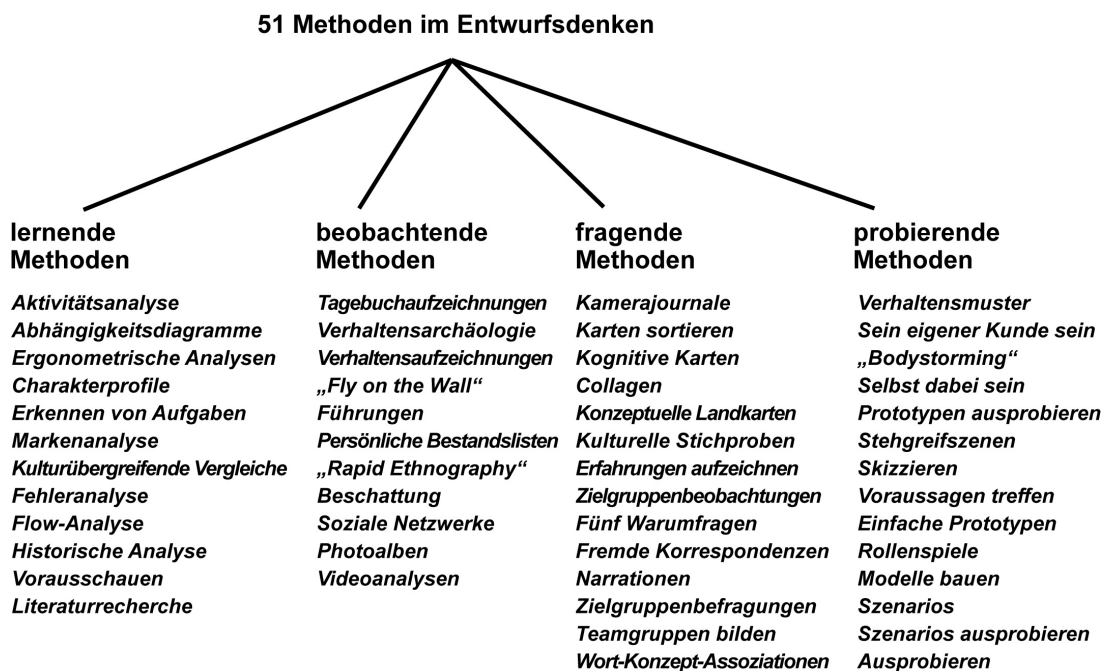 51 Methoden im Entwurfsdenken
lernende
Methoden
Aktivitätsanalyse
Abhängigkeitsdiagramme
Ergonometrische Analysen
Charakterprofile
Erkennen von Aufgaben
Markenanalyse
Kulturübergreifende Vergleiche
Fehleranalyse
Flow-Analyse
Historische Analyse
Vorausschauen
Literaturrecherche
beobachtende
Methoden
Tagebuchaufzeichnungen
Verhaltensarchäologie
Verhaltensaufzeichnungen
„Fly on the Wall“
Führungen
Persönliche Bestandslisten
„Rapid Ethnography“
Beschattung
Soziale Netzwerke
Photoalben
Videoanalysen
fragende
Methoden
Kamerajournale
Karten sortieren
Kognitive Karten
Collagen
Konzeptuelle Landkarten
Kulturelle Stichproben
Erfahrungen aufzeichnen
Zielgruppenbeobachtungen
Fünf Warumfragen
Fremde Korrespondenzen
Narrationen
Zielgruppenbefragungen
Teamgruppen bilden
Wort-Konzept-Assoziationen
probierende
Methoden
Verhaltensmuster
Sein eigener Kunde sein
„Bodystorming“
Selbst dabei sein
Prototypen ausprobieren
Stehgreifszenen
Skizzieren
Voraussagen treffen
Einfache Prototypen
Rollenspiele
Modelle bauen
Szenarios
Szenarios ausprobieren
Ausprobieren